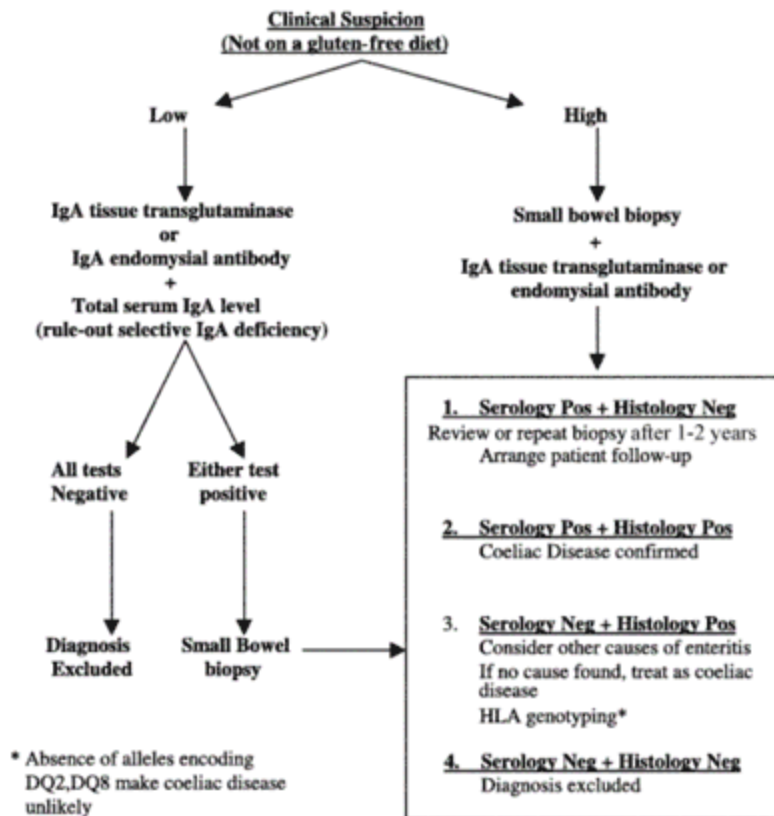 Clinical Suspicion
(Not on a gluten-free diet)
Low
High
IgA tissue transglutaminase
or
IgA endomysial antibody
+
Total serum IgA level
(rule-out selective IgA deficiency)
Small bowel biopsy
+
IgA tissue transglutaminase or
endomysial antibody
All tests
Negative
Either test
positive
Diagnosis
Excluded
Small Bowel
biopsy
1. Serology Pos + Histology Neg
Review or repeat biopsy after 1-2 years
Arrange patient follow-up
2. Serology Pos + Histology Pos
Coeliac Disease confirmed
3. Serology Neg + Histology Pos
Consider other causes of enteritis
If no cause found, treat as coeliac
disease
HLA genotyping*
4. Serology Neg + Histology Neg
Diagnosis excluded
* Absence of alleles encoding
DQ2,DQ8 make coeliac disease
unlikely